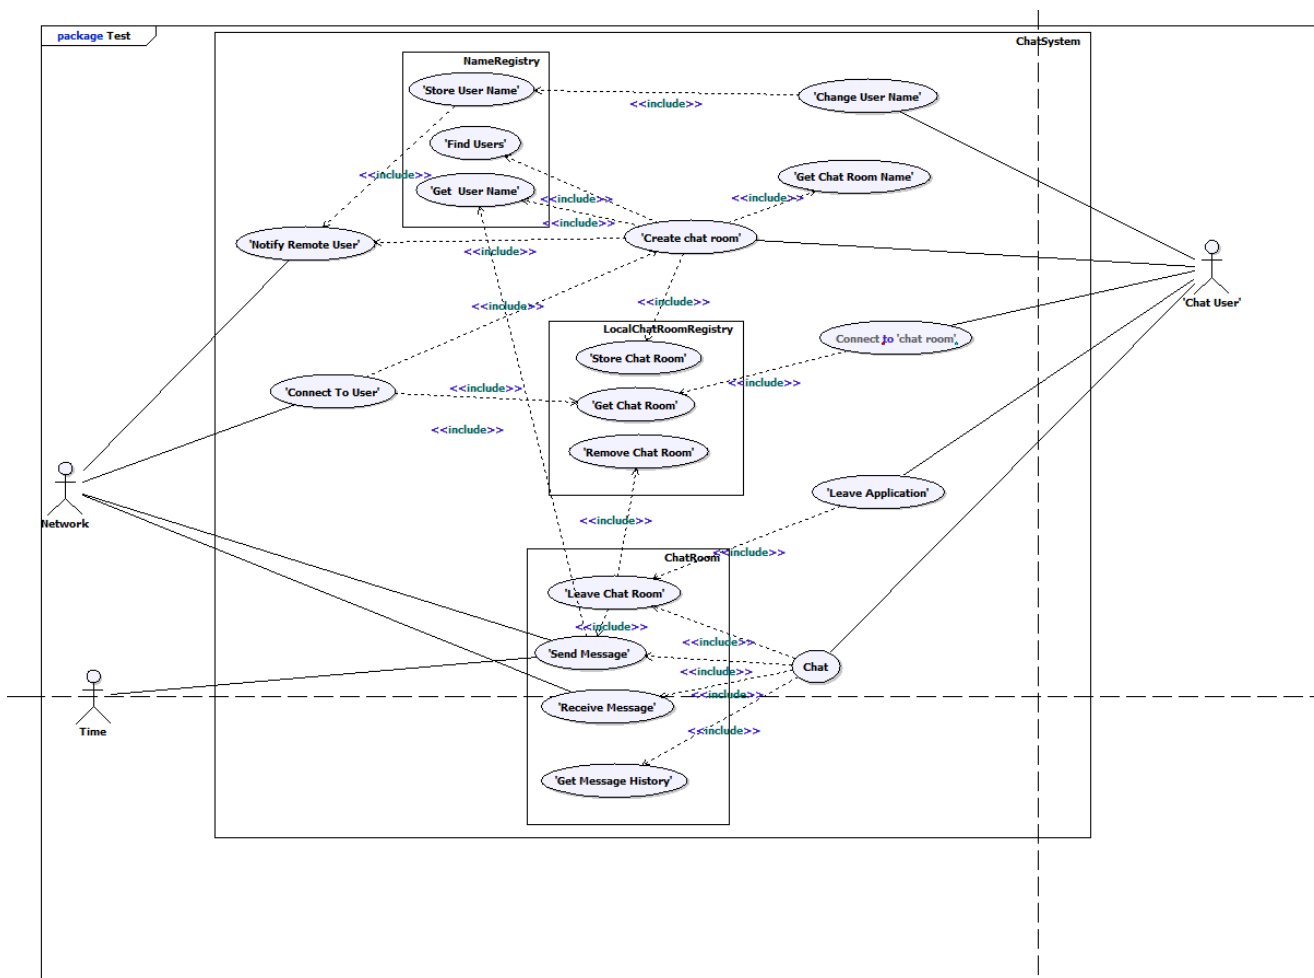 package Test
ChatSystem
NameRegistry
'Store User Name'
<<include>>
'Change User Name'
'Find Users'
<<include>>
'Get Chat Room Name'
'Get  User Name'
<<include>>
<<include>>
<<include>>
'Create chat room'
'Notify Remote User'
<<include>>
'Chat User'
<<include>>
<<include>>
LocalChatRoomRegistry
Connect to 'chat room'
'Store Chat Room'
<<include>>
<<include>>
'Connect To User'
'Get Chat Room'
<<include>>
'Remove Chat Room'
'Leave Application'
Network
<<include>>
<<include>>
ChatRoom
'Leave Chat Room'
<<include>>
<<include>>
'Send Message'
Chat
<<include>>
<<include>>
'Receive Message'
Time
<<include>>
'Get Message History'